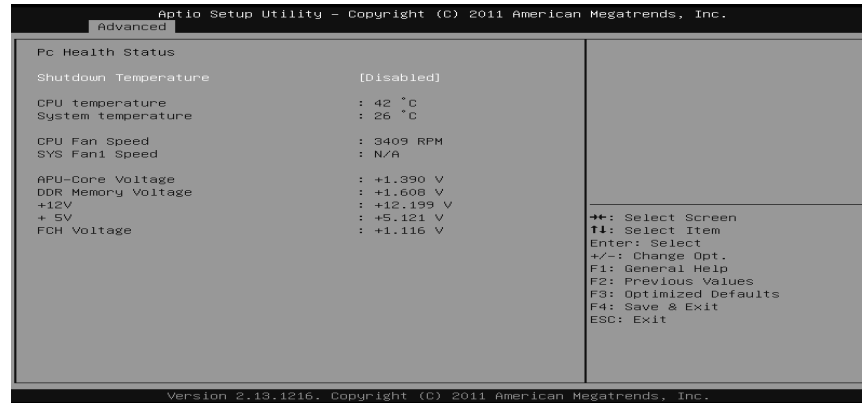 Aptio Setup Utility – Copyright (C) 2011 American Megatrends, Inc.
Advanced
Pc Health Status
Shutdown Temperature [Disabled]
CPU temperature : 42 °C
System temperature : 26 °C
CPU Fan Speed : 3409 RPM
SYS Fan1 Speed : N/A
APU-Core Voltage : +1.390 V
DDR Memory Voltage : +1.608 V
+12V : +12.199 V
+ 5V : +5.121 V
FCH Voltage : +1.116 V
→←: Select Screen
↑↓: Select Item
Enter: Select
+/-: Change Opt.
F1: General Help
F2: Previous Values
F3: Optimized Defaults
F4: Save & Exit
ESC: Exit
Version 2.13.1216. Copyright (C) 2011 American Megatrends, Inc.